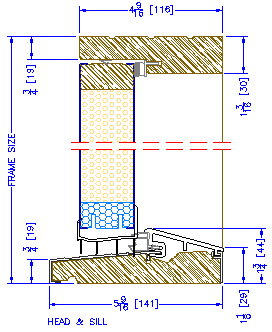 4 9/16 [116]
3/4 [19]
1 3/16 [30]
FRAME SIZE
3/4 [19]
1 3/4 [44]
1 1/8 [29]
5 9/16 [141]
HEAD & SILL